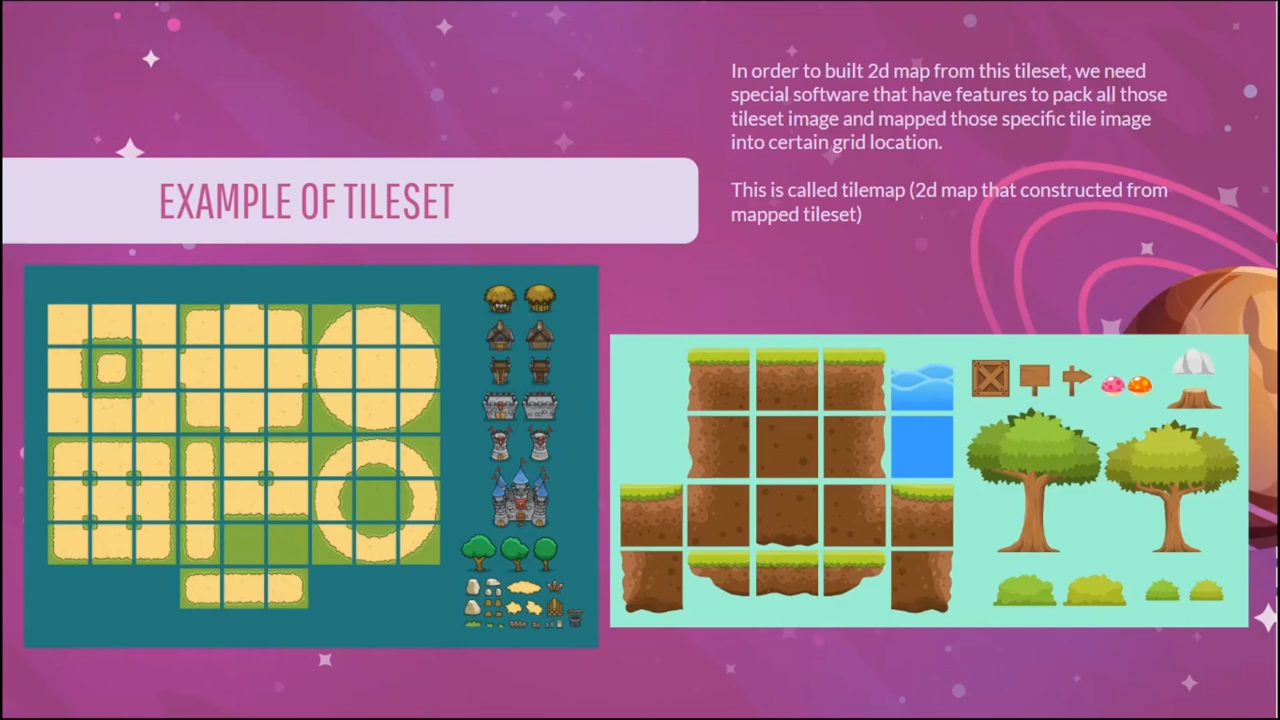 EXAMPLE OF TILESET
In order to built 2d map from this tileset, we need
special software that have features to pack all those
tileset image and mapped those specific tile image
into certain grid location.
This is called tilemap (2d map that constructed from
mapped tileset)